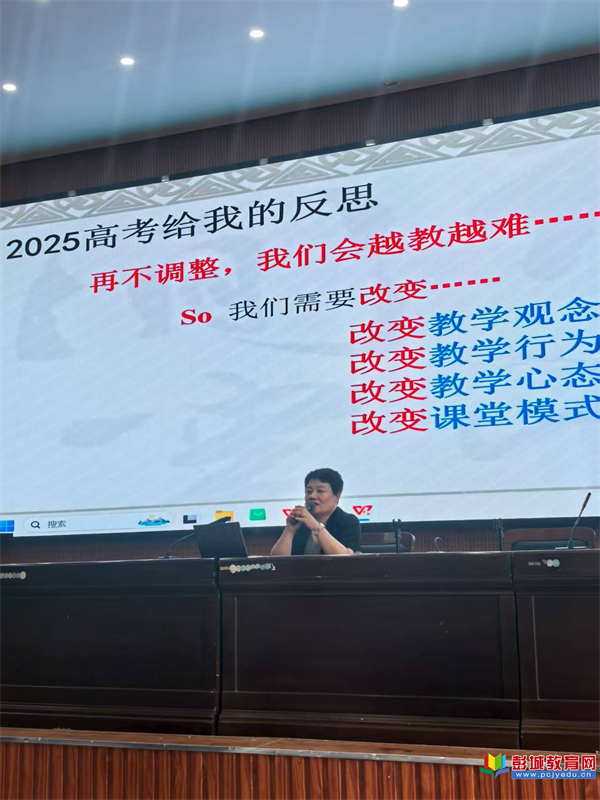 2025高考给我的反思
再不调整，我们会越教越难······
So 我们需要改变······
改变教学观念
改变教学行为
改变教学心态
改变课堂模式
搜索
彭城教育网
www.pcjyedu.cn